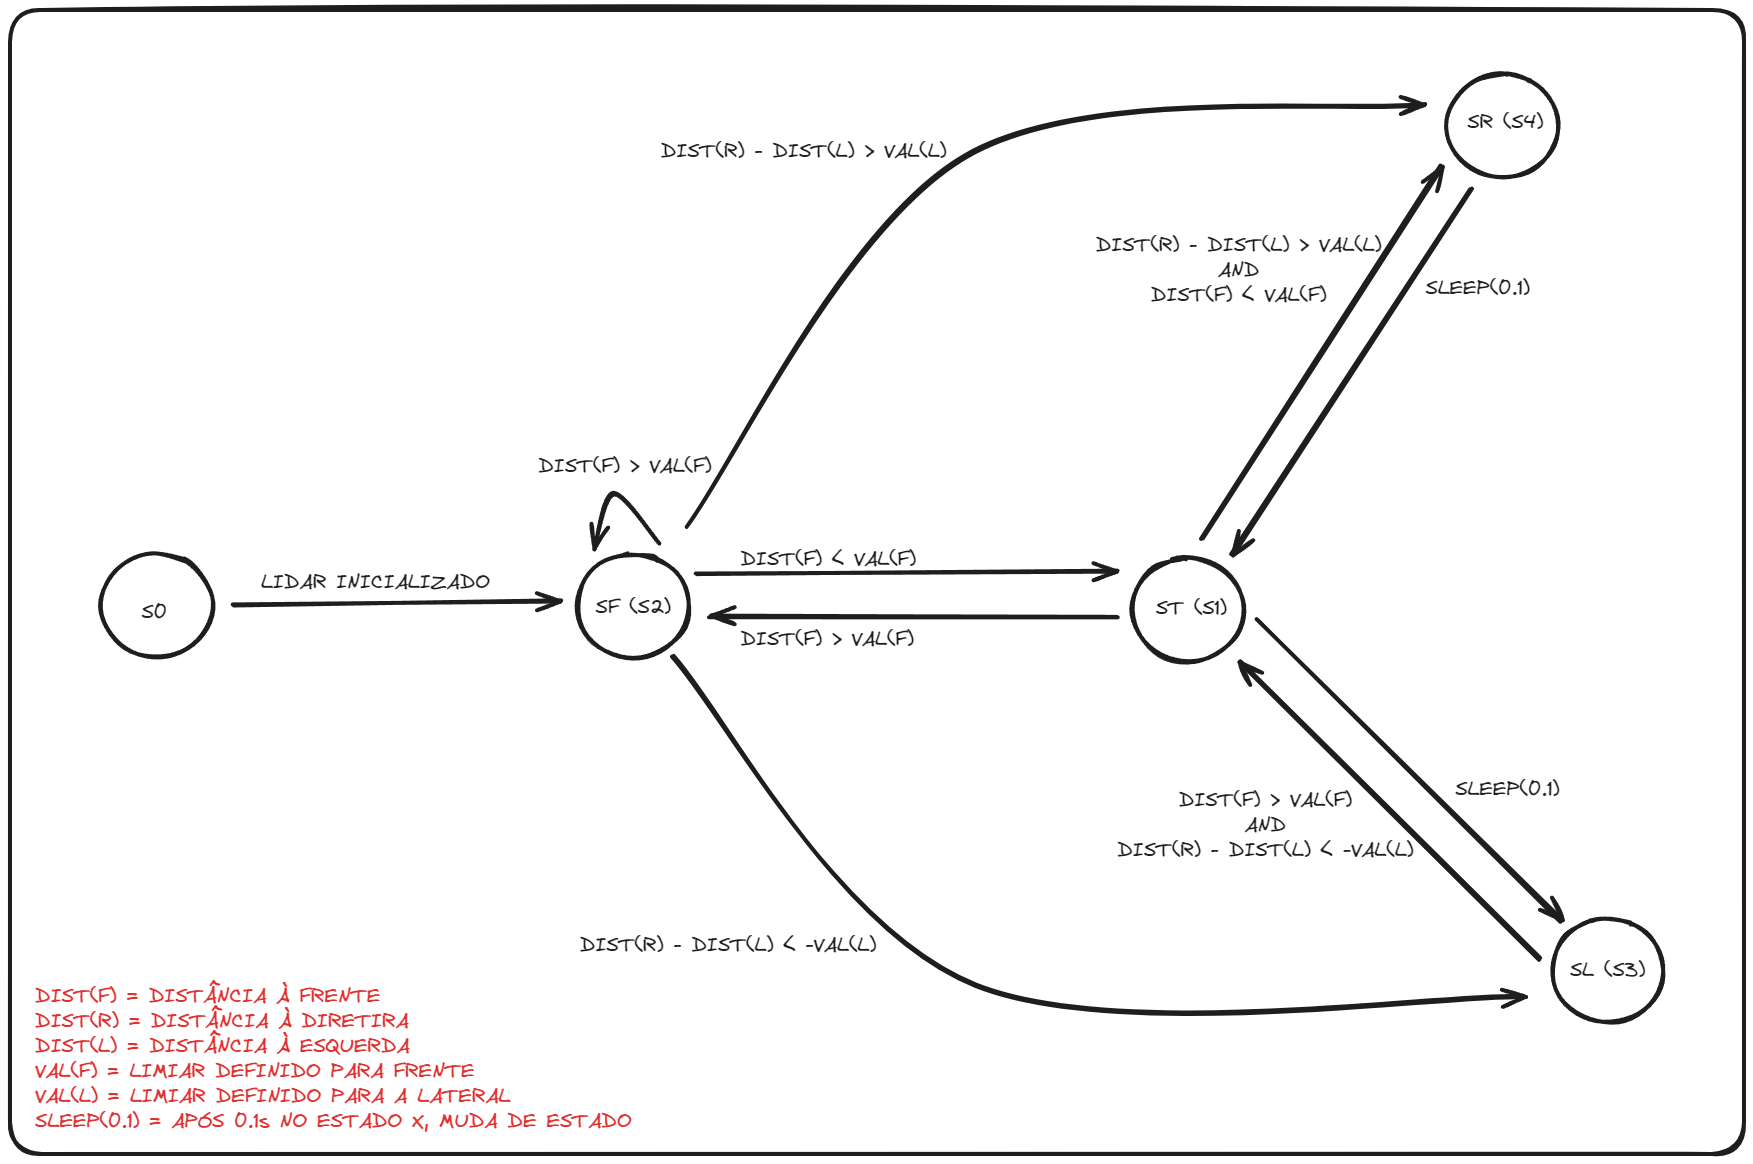 SR (S4)
DIST(R) - DIST(L) > VAL(L)
DIST(R) - DIST(L) > VAL(L)
AND
DIST(F) < VAL(F)
SLEEP(0.1)
DIST(F) > VAL(F)
DIST(F) < VAL(F)
LIDAR INICIALIZADO
S0
SF (S2)
ST (S1)
DIST(F) > VAL(F)
SLEEP(0.1)
DIST(F) > VAL(F)
AND
DIST(R) - DIST(L) < -VAL(L)
DIST(R) - DIST(L) < -VAL(L)
SL (S3)
DIST(F) = DISTÂNCIA À FRENTE
DIST(R) = DISTÂNCIA À DIRETIRA
DIST(L) = DISTÂNCIA À ESQUERDA
VAL(F) = LIMIAR DEFINIDO PARA FRENTE
VAL(L) = LIMIAR DEFINIDO PARA A LATERAL
SLEEP(0.1) = APÓS 0.1s NO ESTADO X, MUDA DE ESTADO